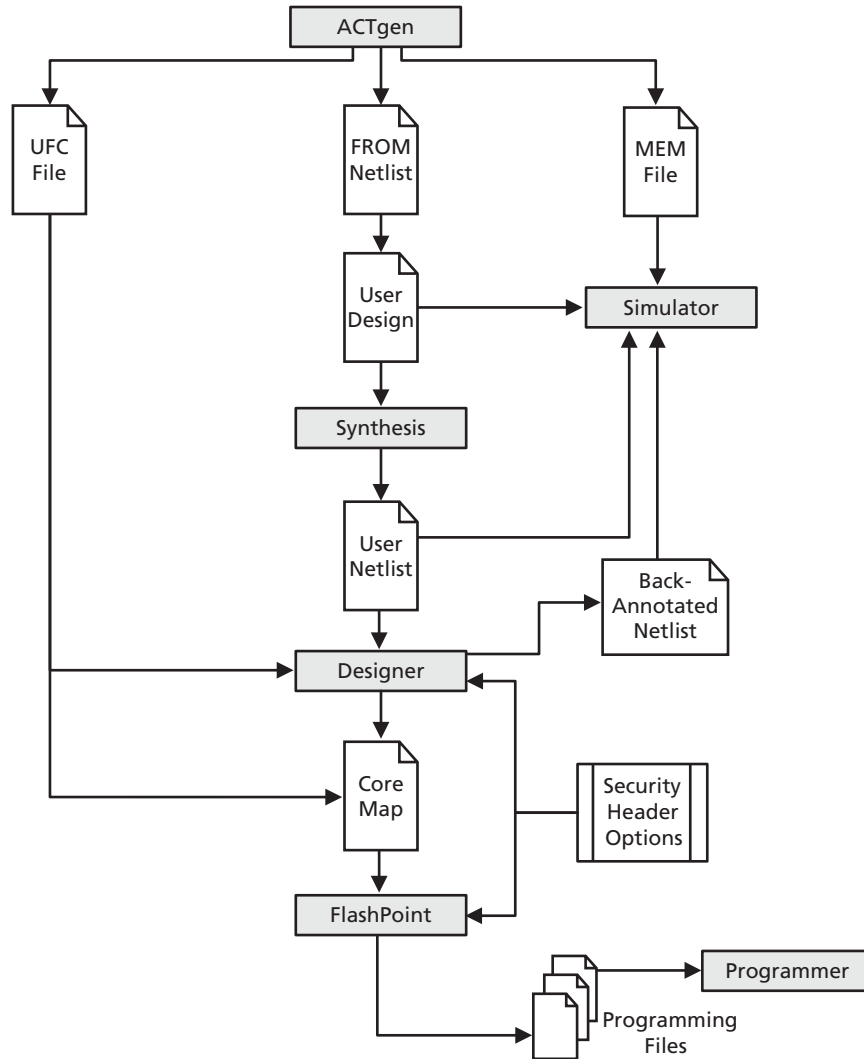 ACTgen
UFC
File
FROM
Netlist
MEM
File
User
Design
Simulator
Synthesis
User
Netlist
Back-
Annotated
Netlist
Designer
Core
Map
Security
Header
Options
FlashPoint
Programmer
Programming
Files